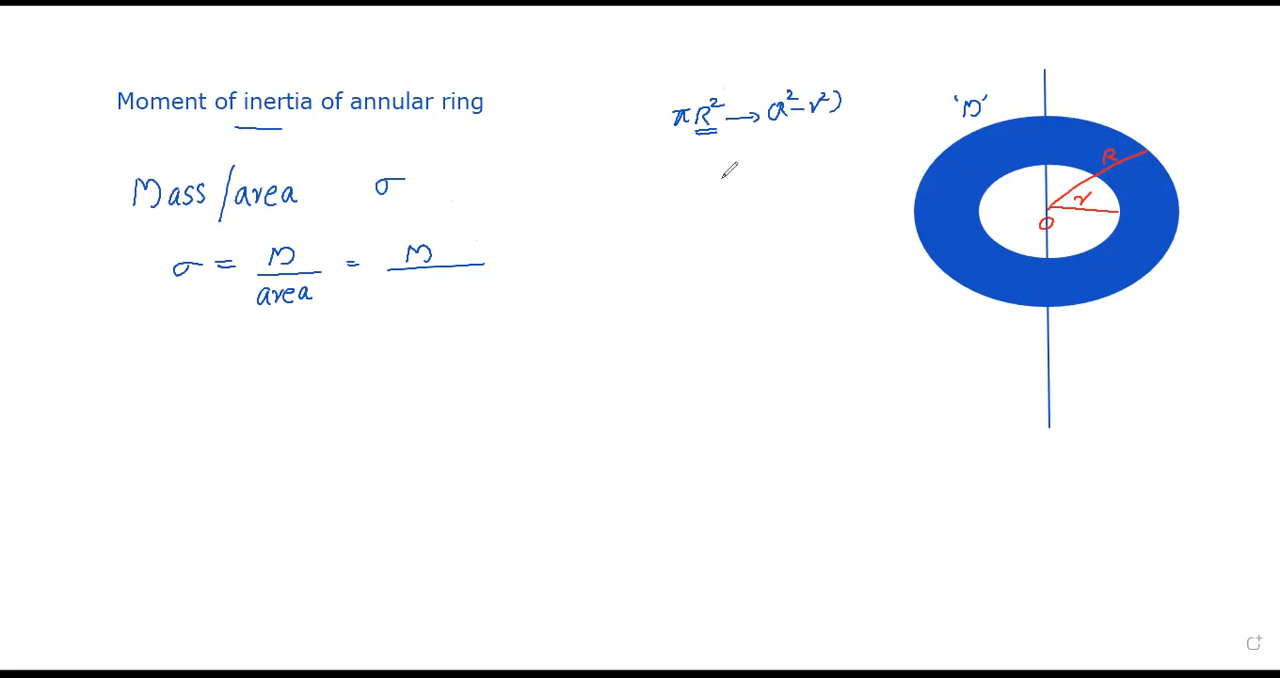 Moment of inertia of annular ring
πR² → (R² - r²)
'M'
Mass / area σ
R
r
O
σ = M / area = M